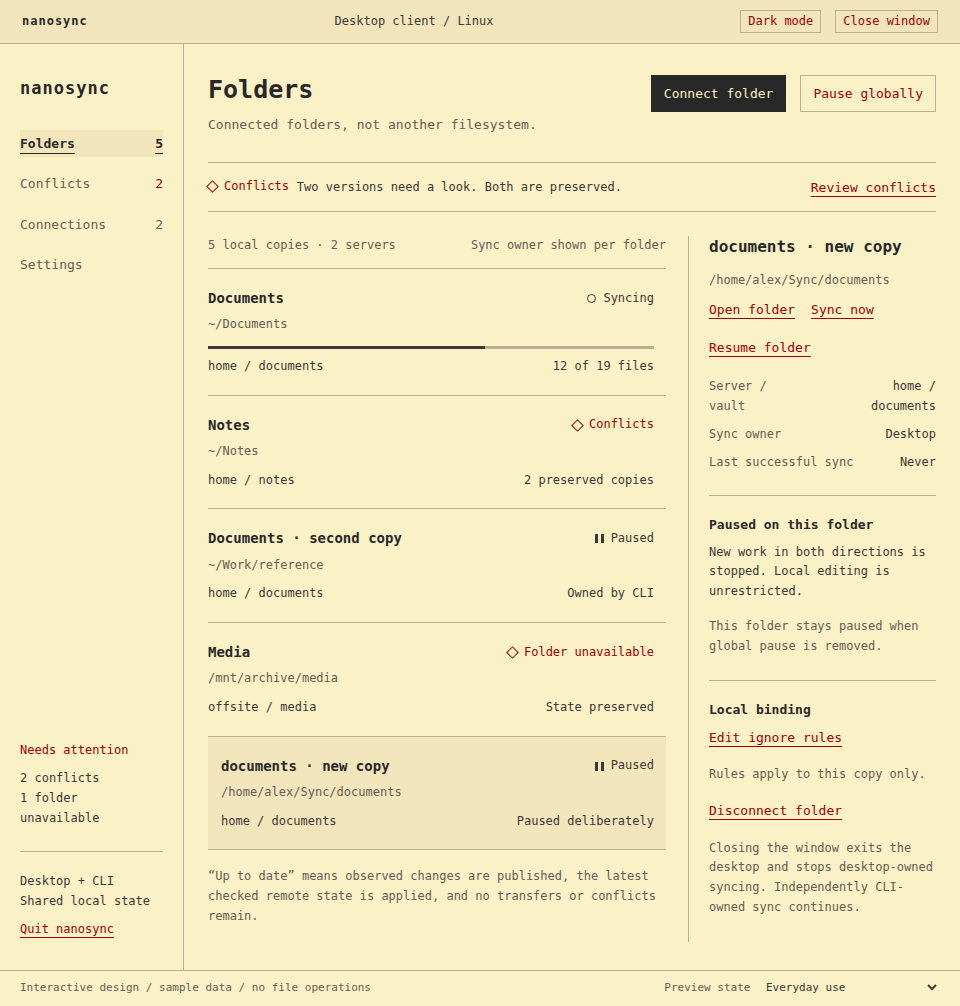 nanosync
Desktop client / Linux
Dark mode
Close window
nanosync
Folders 5
Conflicts 2
Connections 2
Settings
Needs attention
2 conflicts
1 folder
unavailable
Desktop + CLI
Shared local state
Quit nanosync
Folders
Connected folders, not another filesystem.
Connect folder
Pause globally
Conflicts Two versions need a look. Both are preserved.
Review conflicts
5 local copies · 2 servers
Sync owner shown per folder
Documents
Syncing
~/Documents
home / documents
12 of 19 files
Notes
Conflicts
~/Notes
home / notes
2 preserved copies
Documents · second copy
Paused
~/Work/reference
home / documents
Owned by CLI
Media
Folder unavailable
/mnt/archive/media
offsite / media
State preserved
documents · new copy
Paused
/home/alex/Sync/documents
home / documents
Paused deliberately
“Up to date” means observed changes are published, the latest
checked remote state is applied, and no transfers or conflicts
remain.
documents · new copy
/home/alex/Sync/documents
Open folder
Sync now
Resume folder
Server /
vault
home /
documents
Sync owner
Desktop
Last successful sync
Never
Paused on this folder
New work in both directions is
stopped. Local editing is
unrestricted.
This folder stays paused when
global pause is removed.
Local binding
Edit ignore rules
Rules apply to this copy only.
Disconnect folder
Closing the window exits the
desktop and stops desktop-owned
syncing. Independently CLI-
owned sync continues.
Interactive design / sample data / no file operations
Preview state
Everyday use